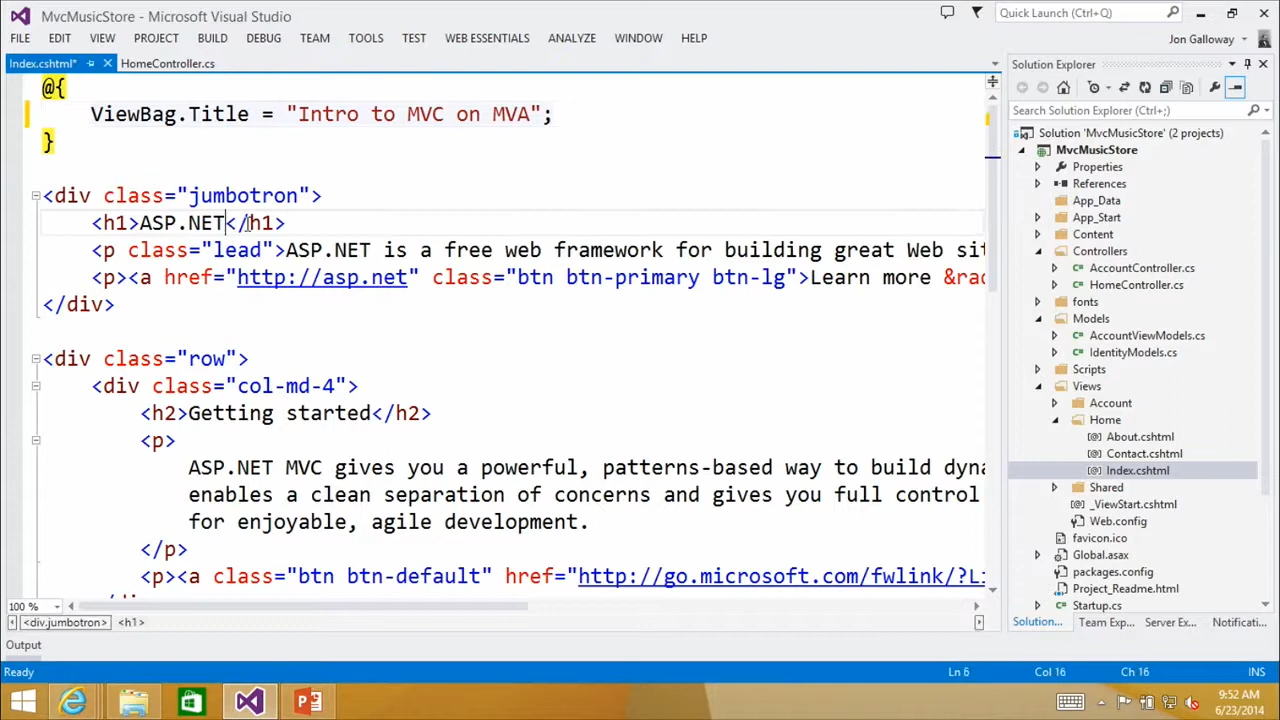 MvcMusicStore - Microsoft Visual Studio
Quick Launch (Ctrl+Q)
FILE EDIT VIEW PROJECT BUILD DEBUG TEAM TOOLS TEST WEB ESSENTIALS ANALYZE WINDOW HELP
Jon Galloway
Index.cshtml* HomeController.cs
@{
ViewBag.Title = "Intro to MVC on MVA";
}
<div class="jumbotron">
<h1>ASP.NET</h1>
<p class="lead">ASP.NET is a free web framework for building great Web sit
<p><a href="http://asp.net" class="btn btn-primary btn-lg">Learn more &rad
</div>
<div class="row">
<div class="col-md-4">
<h2>Getting started</h2>
<p>
ASP.NET MVC gives you a powerful, patterns-based way to build dyna
enables a clean separation of concerns and gives you full control
for enjoyable, agile development.
</p>
<p><a class="btn btn-default" href="http://go.microsoft.com/fwlink/?Li
100 %
<div.jumbotron> <h1>
Output
Solution Explorer
Search Solution Explorer (Ctrl+;)
Solution 'MvcMusicStore' (2 projects)
MvcMusicStore
Properties
References
App_Data
App_Start
Content
Controllers
AccountController.cs
HomeController.cs
fonts
Models
AccountViewModels.cs
IdentityModels.cs
Scripts
Views
Account
Home
About.cshtml
Contact.cshtml
Index.cshtml
Shared
_ViewStart.cshtml
Web.config
favicon.ico
Global.asax
packages.config
Project_Readme.html
Startup.cs
Solution... Team Exp... Server Ex... Notificati...
Ready Ln 6 Col 16 Ch 16 INS
9:52 AM
6/23/2014